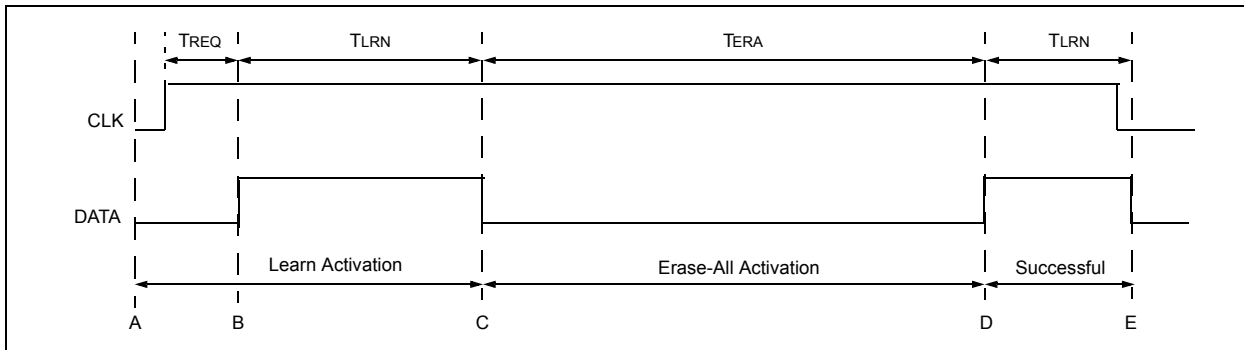 TREQ TLRN TERA TLRN
CLK
DATA
Learn Activation Erase-All Activation Successful
A B C D E